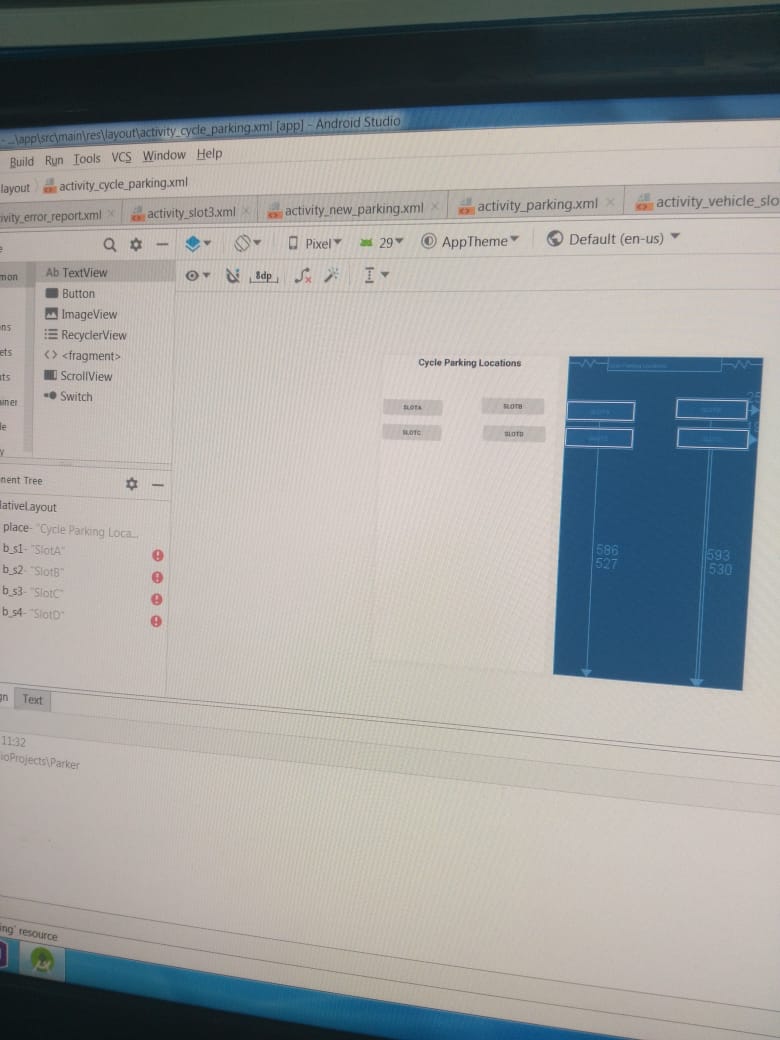 - ...\app\src\main\res\layout\activity_cycle_parking.xml [app] - Android Studio
Build Run Tools VCS Window Help
layout activity_cycle_parking.xml
ivity_error_report.xml activity_slot3.xml activity_new_parking.xml activity_parking.xml activity_vehicle_slo
Pixel 29 AppTheme Default (en-us)
mon Ab TextView
8dp
Button
ImageView
ns
RecyclerView
ets <fragment>
ts ScrollView
iner Switch
le
Cycle Parking Locations
SLOTA SLOTB
SLOTC SLOTD
nent Tree
lativeLayout
place- "Cycle Parking Loca...
b_s1- "SlotA"
b_s2- "SlotB"
b_s3- "SlotC"
b_s4- "SlotD"
586 593
527 530
gn Text
11:32
ioProjects\Parker
ing' resource